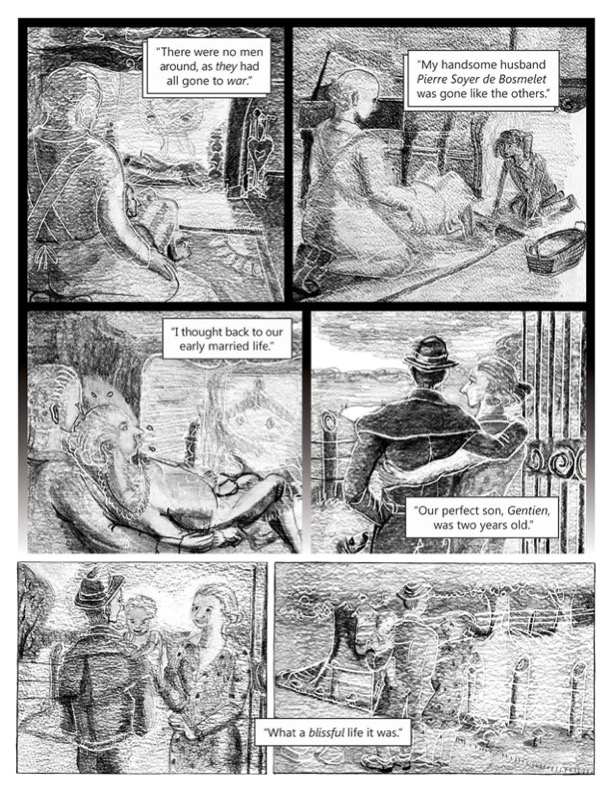 “There were no men
around, as they had
all gone to war.”
“My handsome husband
Pierre Soyer de Bosmelet
was gone like the others.”
“I thought back to our
early married life.”
“Our perfect son, Gentien,
was two years old.”
“What a blissful life it was.”